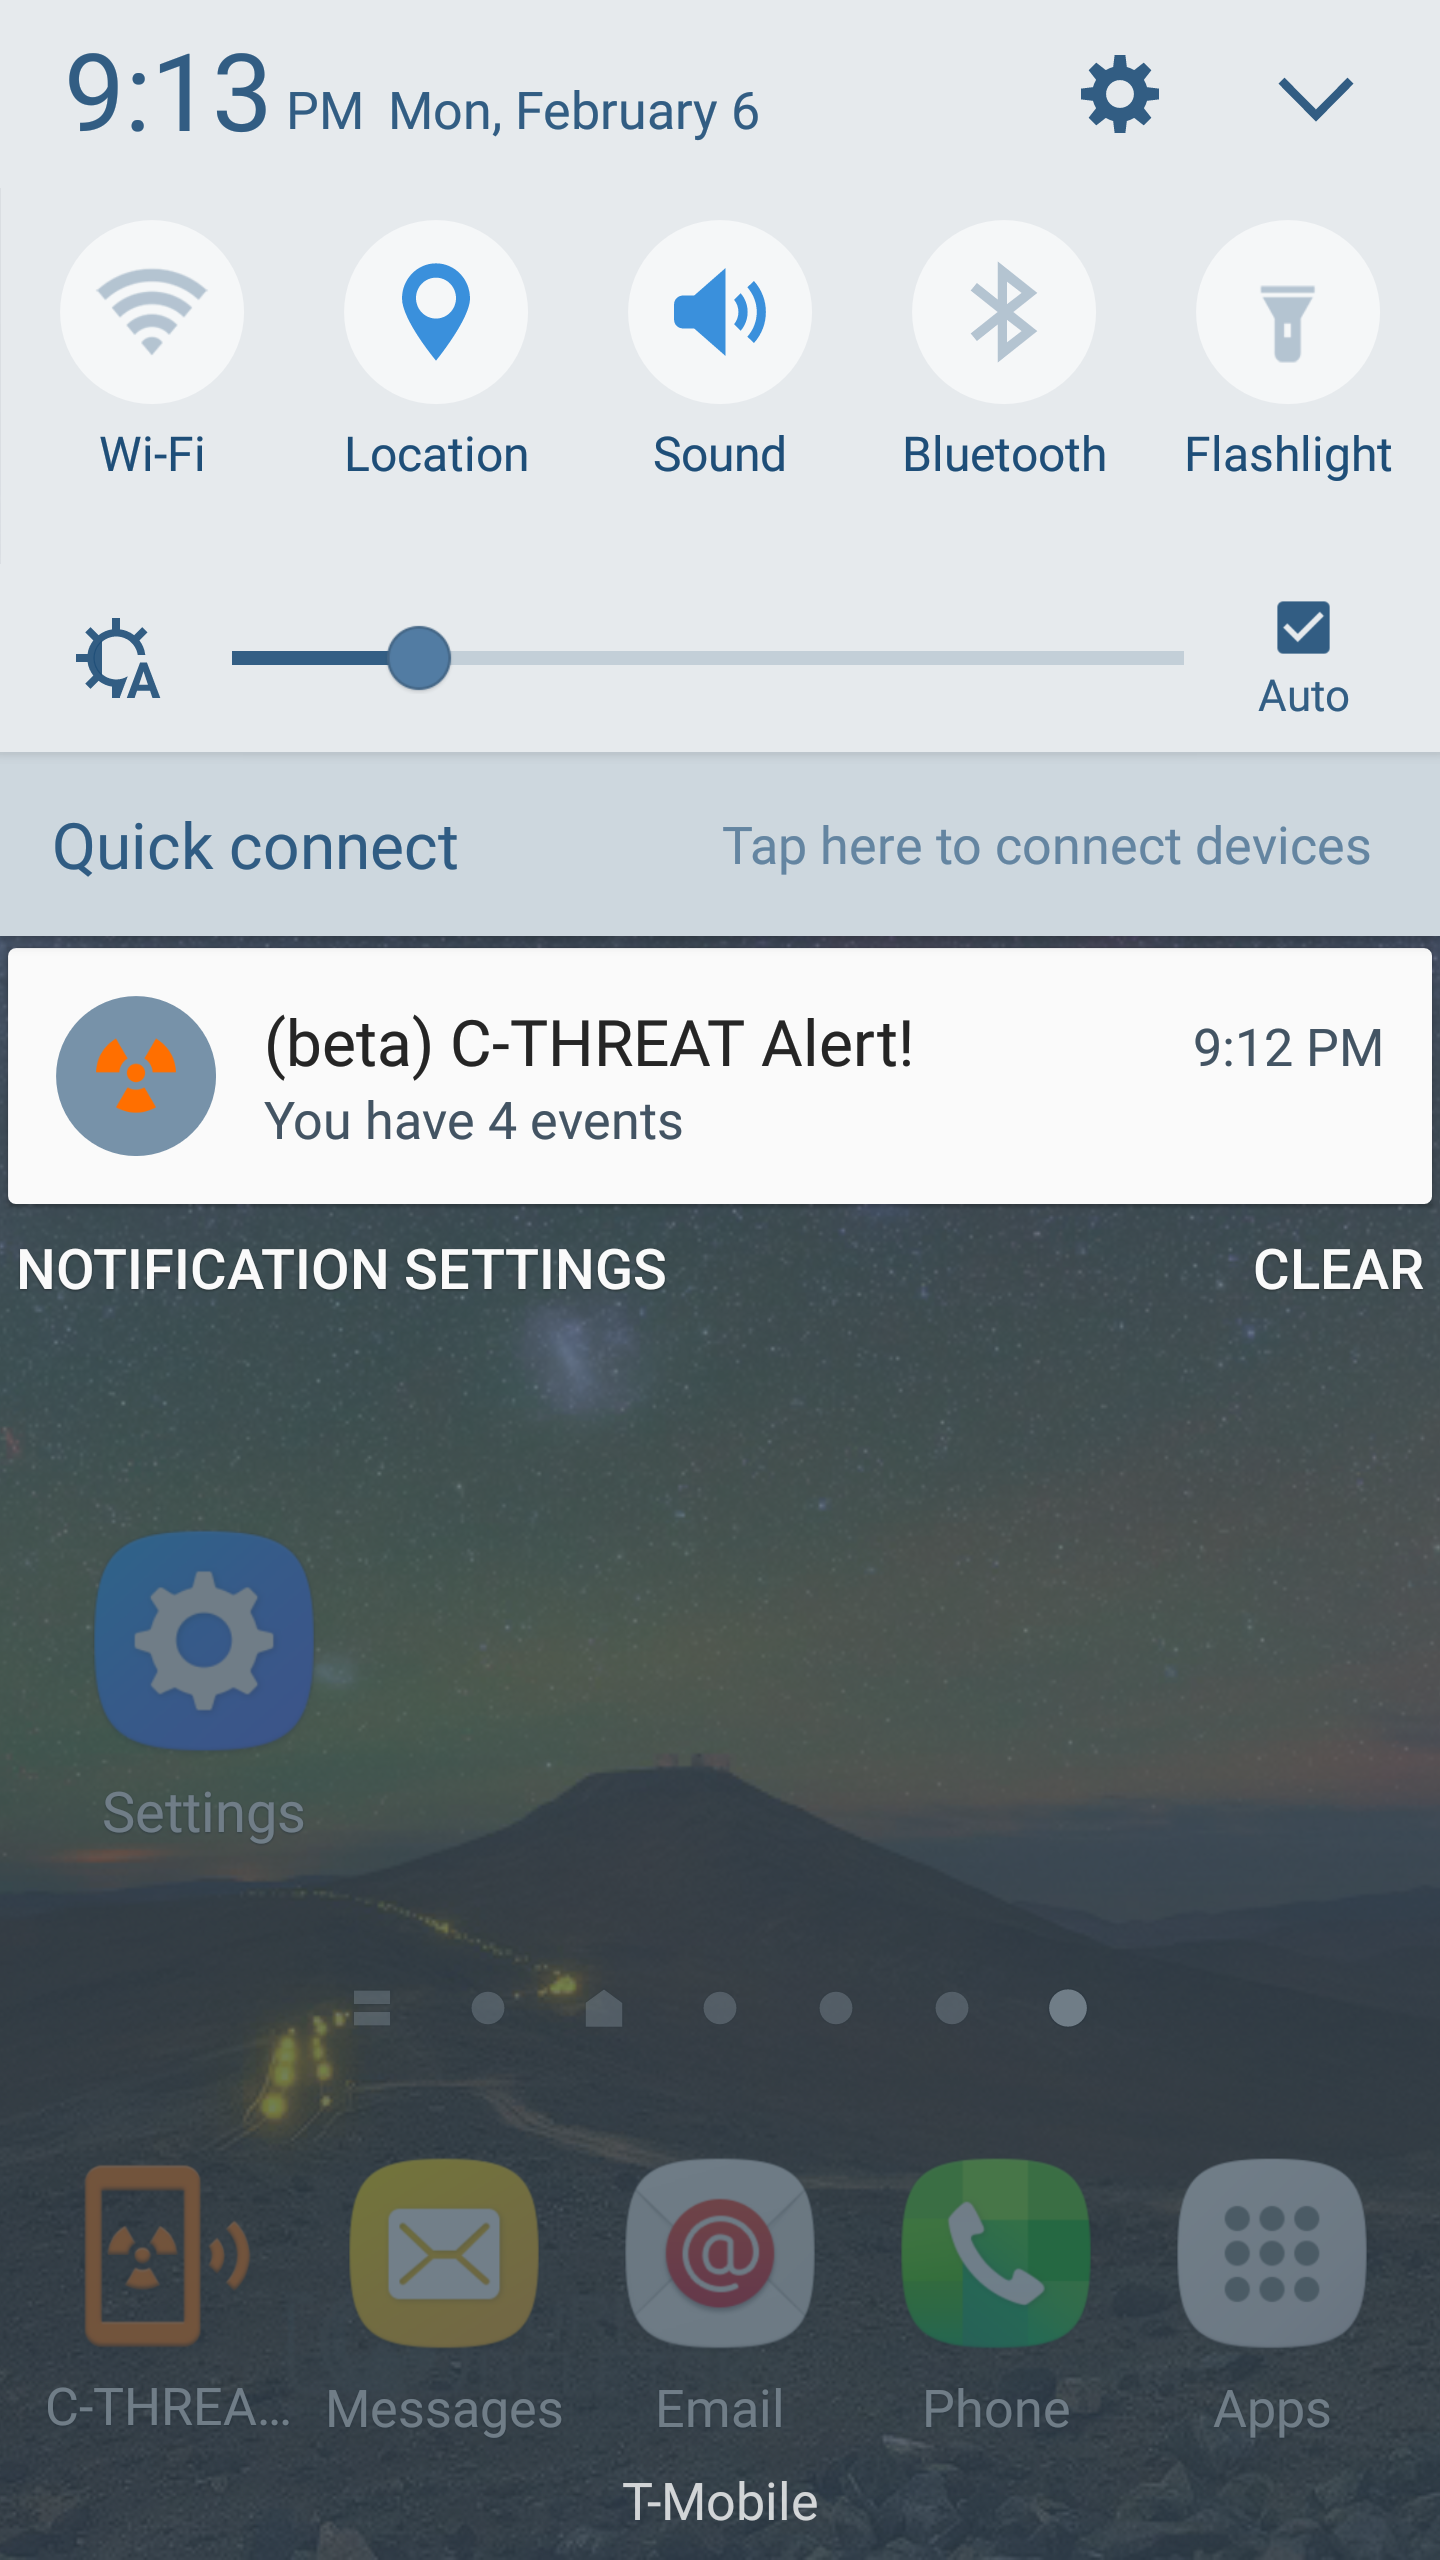 9:13 PM Mon, February 6
Wi-Fi Location Sound Bluetooth Flashlight
A
Auto
Quick connect Tap here to connect devices
(beta) C-THREAT Alert! 9:12 PM
You have 4 events
NOTIFICATION SETTINGS CLEAR
Settings
@
C-THREA... Messages Email Phone Apps
T-Mobile